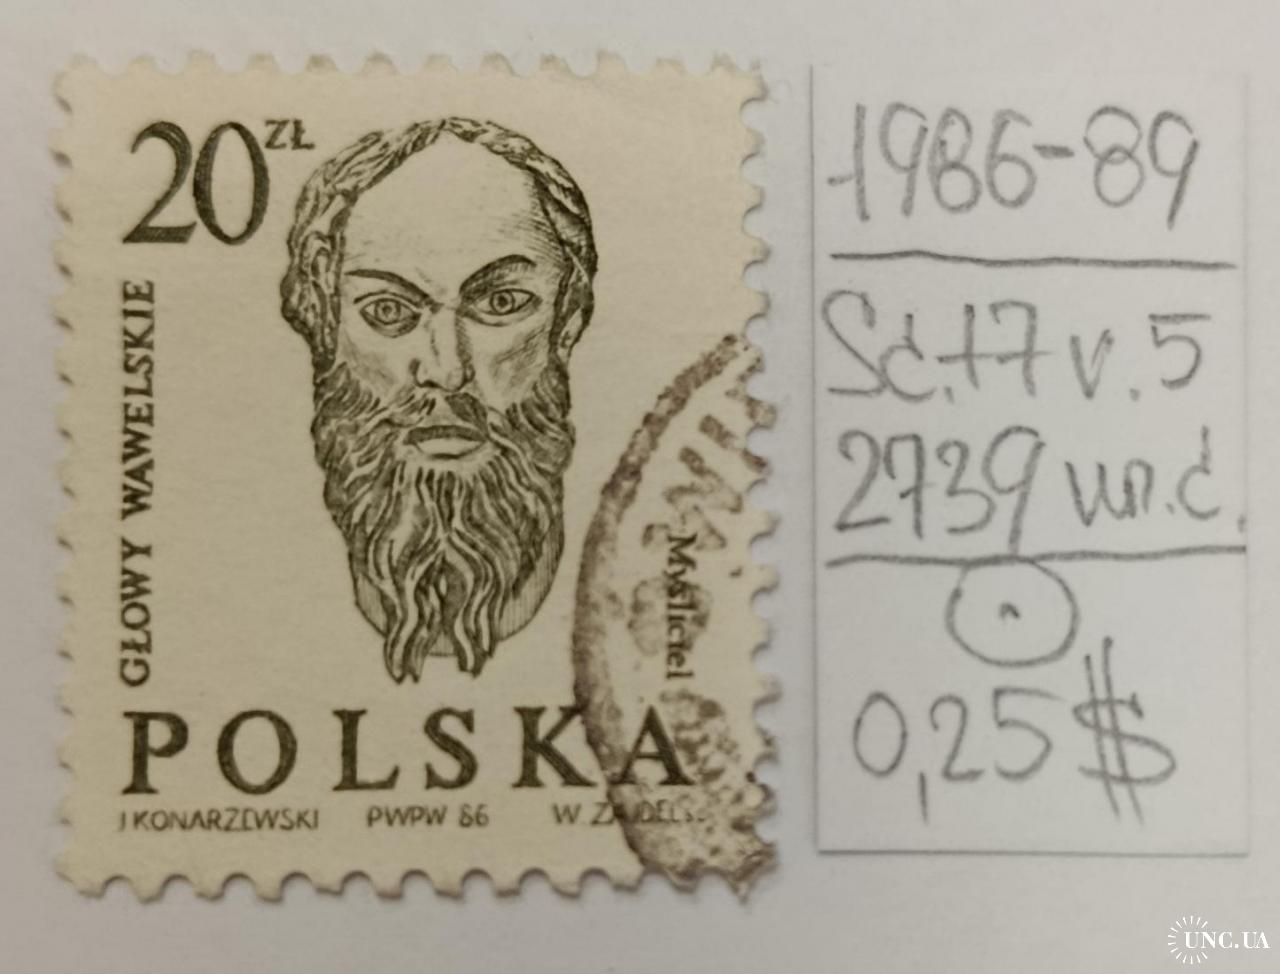 20 ZŁ
GŁOWY WAWELSKIE
Myśliciel
POLSKA
J KONARZEWSKI PWPW 86 W ZAJDEL
1986-89
Sc.17 v. 5
2739
0,25$
UNC.UA